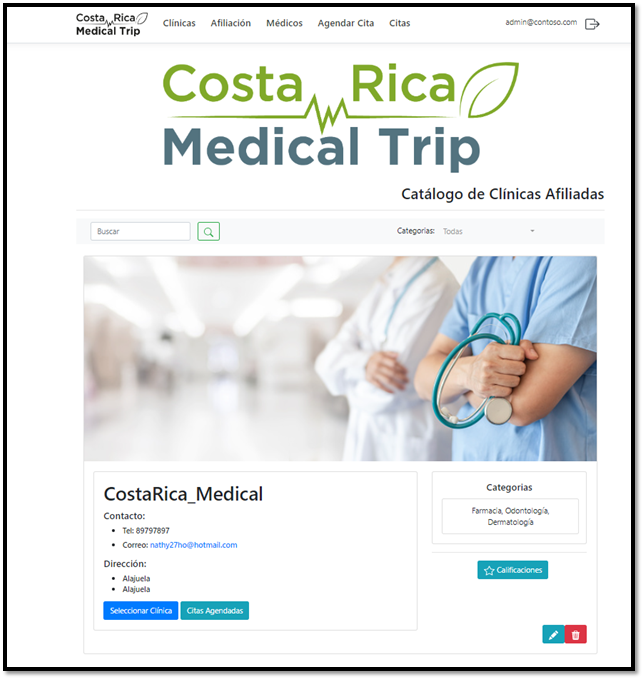 Costa Rica
Medical Trip
Clínicas Afiliación Médicos Agendar Cita Citas
admin@contoso.com
Costa Rica
Medical Trip
Catálogo de Clínicas Afiliadas
Buscar
Categorias: Todas
CostaRica_Medical
Contacto:
Tel: 89797897
Correo: nathy27ho@hotmail.com
Dirección:
Alajuela
Alajuela
Seleccionar Clínica Citas Agendadas
Categorias
Farmacia, Odontología,
Dermatología
Calificaciones